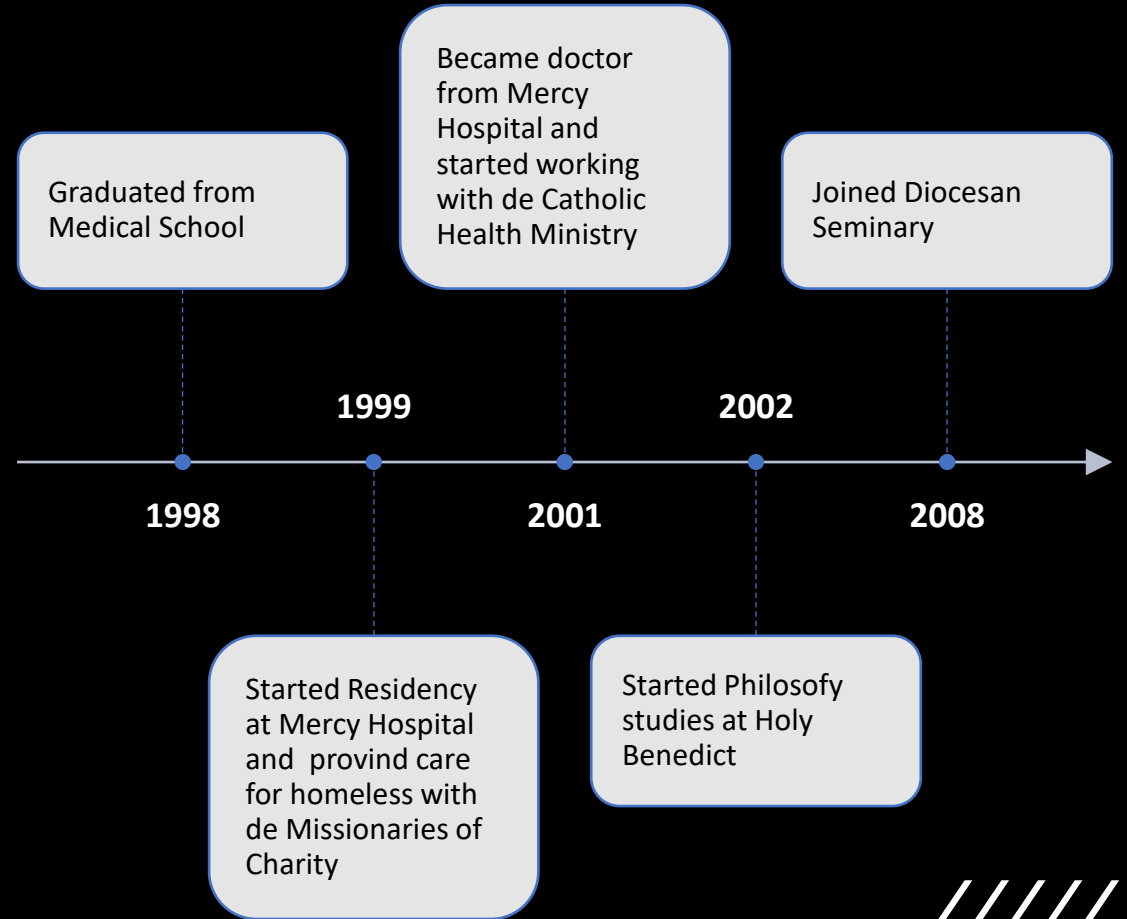 Graduated from
Medical School
1998
1999
Started Residency
at Mercy Hospital
and  provind care
for homeless with
de Missionaries of
Charity
Became doctor
from Mercy
Hospital and
started working
with de Catholic
Health Ministry
2001
2002
Started Philosofy
studies at Holy
Benedict
Joined Diocesan
Seminary
2008